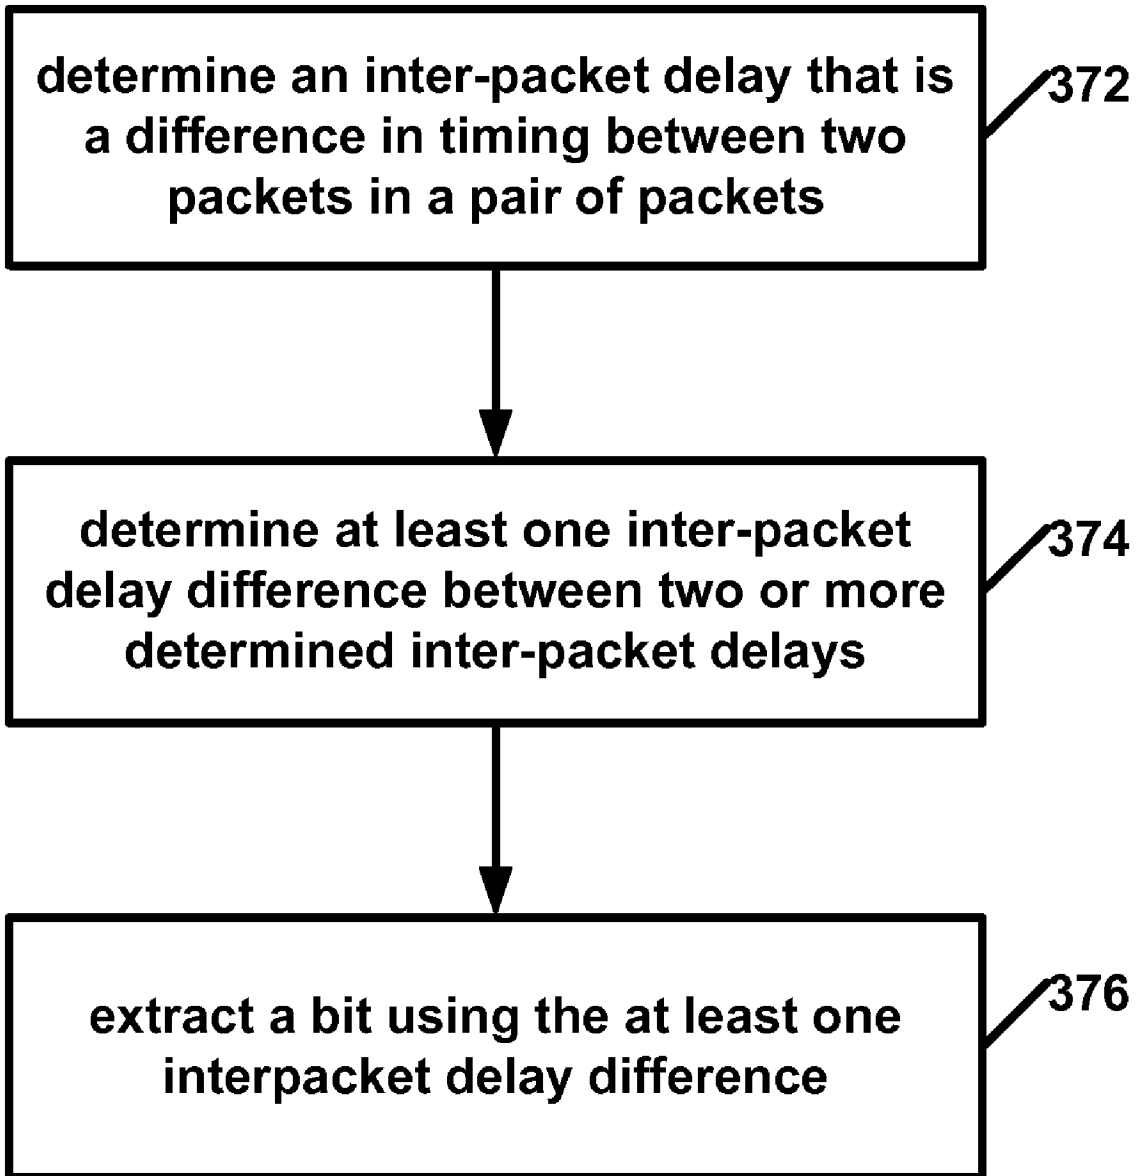 determine an inter-packet delay that is
a difference in timing between two
packets in a pair of packets
372
determine at least one inter-packet
delay difference between two or more
determined inter-packet delays
374
extract a bit using the at least one
interpacket delay difference
376